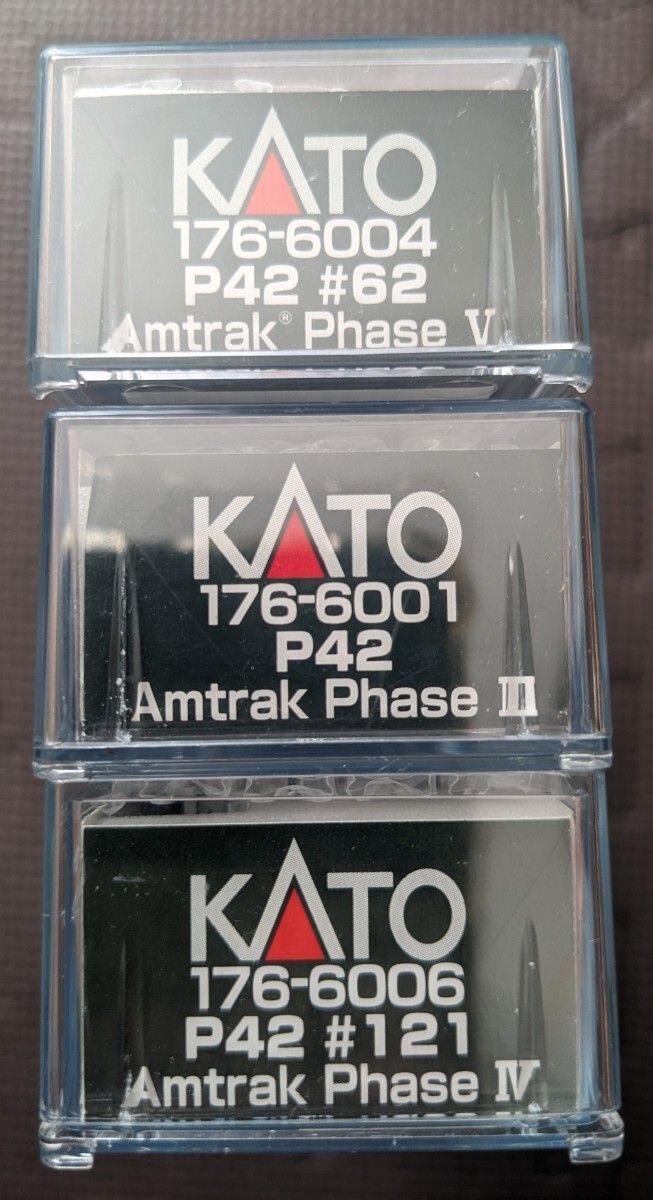 KATO
176-6004
P42 #62
Amtrak® Phase V
KATO
176-6001
P42
Amtrak Phase III
KATO
176-6006
P42 #121
Amtrak Phase IV